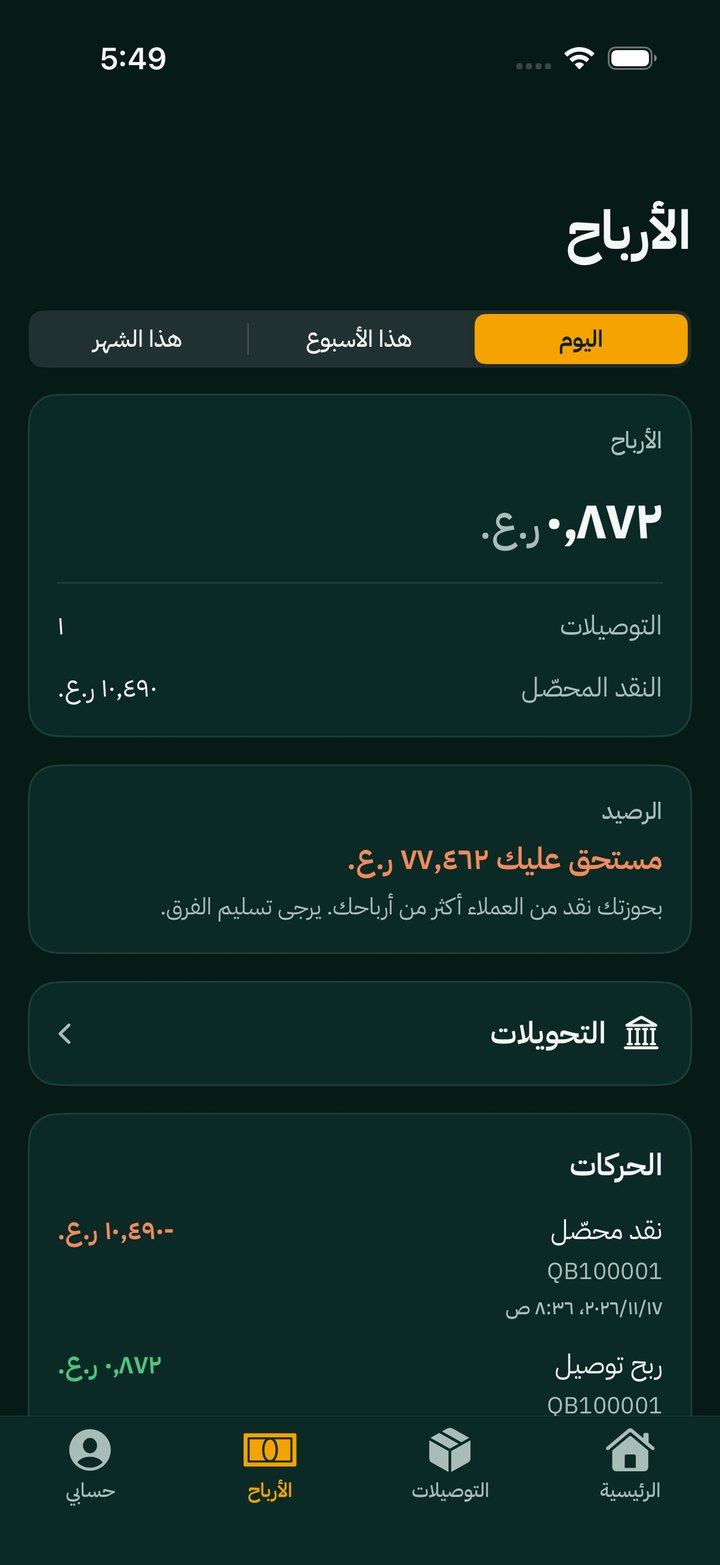 5:49
الأرباح
اليوم
هذا الأسبوع
هذا الشهر
الأرباح
٠,٨٧٢ ر.ع.
التوصيلات ١
النقد المحصّل ١٠,٤٩٠ ر.ع.
الرصيد
مستحق عليك ٧٧,٤٦٢ ر.ع.
بحوزتك نقد من العملاء أكثر من أرباحك. يرجى تسليم الفرق.
التحويلات
الحركات
نقد محصّل -١٠,٤٩٠ ر.ع.
QB100001
٢٠٢٦/١١/١٧، ٨:٣٦ ص
ربح توصيل ٠,٨٧٢ ر.ع.
QB100001
الرئيسية
التوصيلات
الأرباح
حسابي